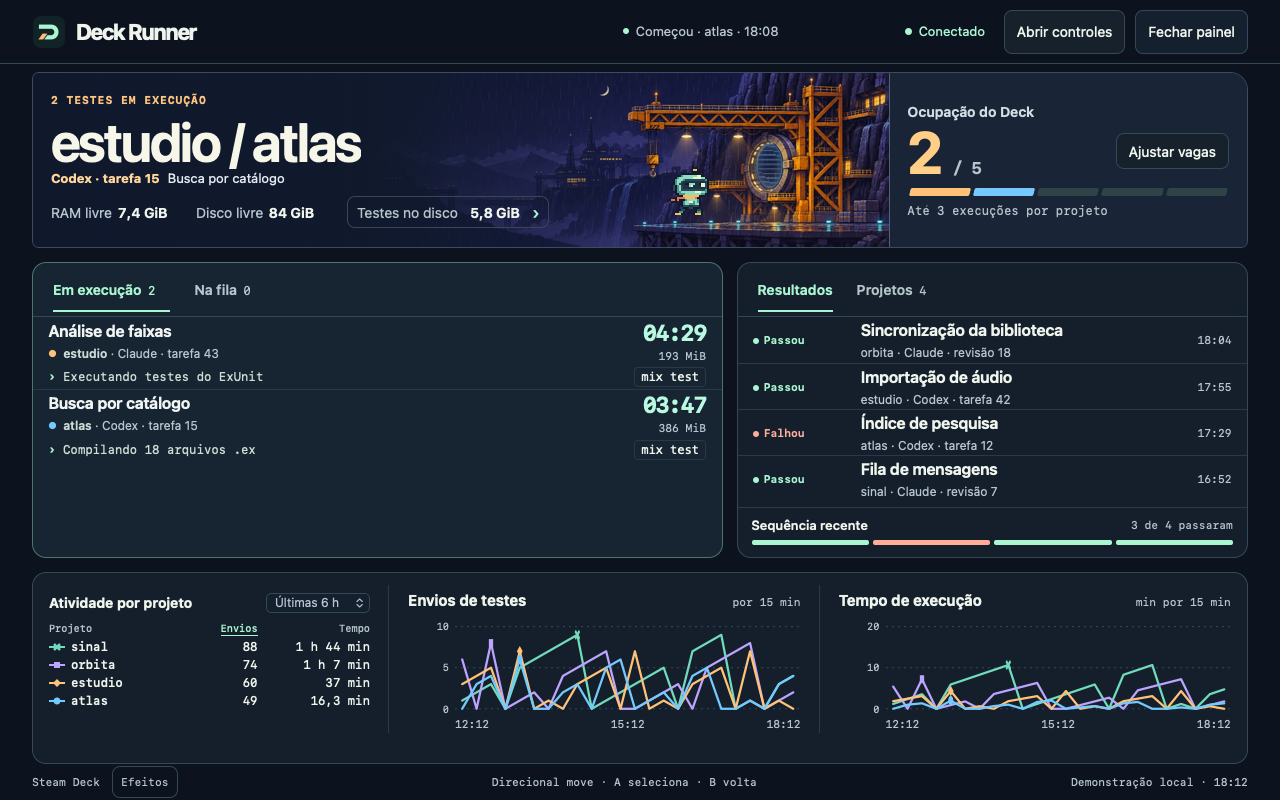 Deck Runner
Começou · atlas · 18:08
Conectado
Abrir controles
Fechar painel
2 TESTES EM EXECUÇÃO
estudio / atlas
Codex · tarefa 15 Busca por catálogo
RAM livre 7,4 GiB
Disco livre 84 GiB
Testes no disco 5,8 GiB ›
Ocupação do Deck
2 / 5
Ajustar vagas
Até 3 execuções por projeto
Em execução 2
Na fila 0
Análise de faixas
04:29
estudio · Claude · tarefa 43
193 MiB
› Executando testes do ExUnit
mix test
Busca por catálogo
03:47
atlas · Codex · tarefa 15
386 MiB
› Compilando 18 arquivos .ex
mix test
Resultados
Projetos 4
Passou
Sincronização da biblioteca
orbita · Claude · revisão 18
18:04
Passou
Importação de áudio
estudio · Codex · tarefa 42
17:55
Falhou
Índice de pesquisa
atlas · Codex · tarefa 12
17:29
Passou
Fila de mensagens
sinal · Claude · revisão 7
16:52
Sequência recente
3 de 4 passaram
Atividade por projeto
Últimas 6 h
Projeto Envios Tempo
sinal 88 1 h 44 min
orbita 74 1 h 7 min
estudio 60 37 min
atlas 49 16,3 min
Envios de testes
por 15 min
10
5
0
12:12 15:12 18:12
Tempo de execução
min por 15 min
20
10
0
12:12 15:12 18:12
Steam Deck
Efeitos
Direcional move · A seleciona · B volta
Demonstração local · 18:12